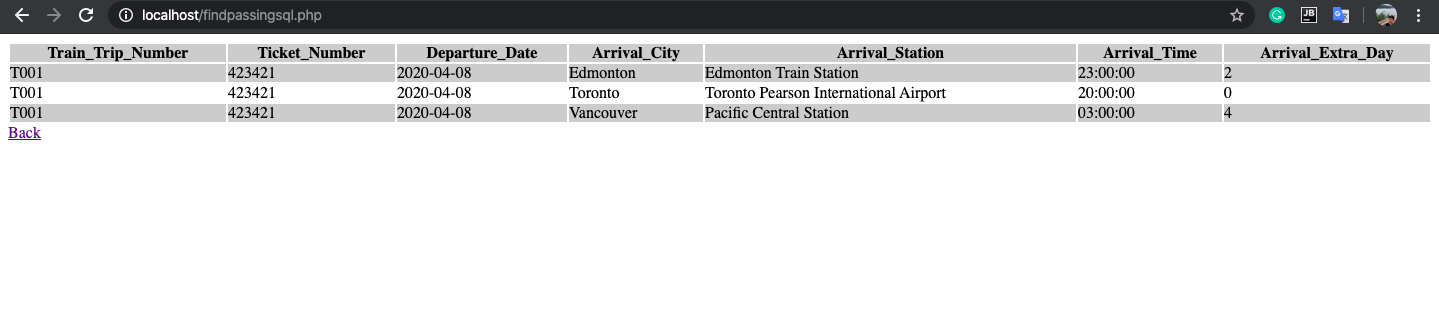 localhost/findpassingsql.php
JB
G
Train_Trip_Number Ticket_Number Departure_Date Arrival_City Arrival_Station Arrival_Time Arrival_Extra_Day
T001 423421 2020-04-08 Edmonton Edmonton Train Station 23:00:00 2
T001 423421 2020-04-08 Toronto Toronto Pearson International Airport 20:00:00 0
T001 423421 2020-04-08 Vancouver Pacific Central Station 03:00:00 4
Back